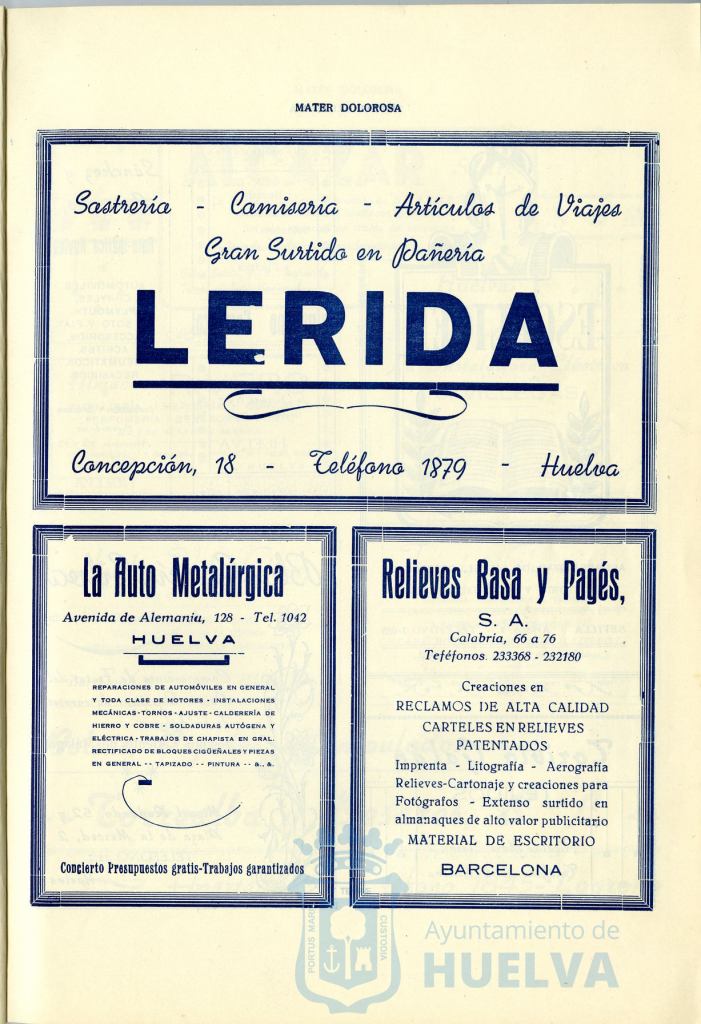 MATER DOLOROSA
Sastrería - Camisería - Artículos de Viajes
Gran Surtido en Pañería
LERIDA
Concepción, 18 - Teléfono 1879 - Huelva
La Auto Metalúrgica
Avenida de Alemania, 128 - Tel. 1042
HUELVA
REPARACIONES DE AUTOMÓVILES EN GENERAL
Y TODA CLASE DE MOTORES - INSTALACIONES
MECÁNICAS - TORNOS - AJUSTE - CALDERERÍA DE
HIERRO Y COBRE - SOLDADURAS AUTÓGENA Y
ELÉCTRICA - TRABAJOS DE CHAPISTA EN GRAL.
RECTIFICADO DE BLOQUES CIGÜEÑALES Y PIEZAS
EN GENERAL - - TAPIZADO - - PINTURA - - &., &.
Concierto Presupuestos gratis-Trabajos garantizados
Relieves Basa y Pagés,
S. A.
Calabria, 66 a 76
Teféfonos. 233368 - 232180
Creaciones en
RECLAMOS DE ALTA CALIDAD
CARTELES EN RELIEVES
PATENTADOS
Imprenta - Litografía - Aerografía
Relieves-Cartonaje y creaciones para
Fotógrafos - Extenso surtido en
almanaques de alto valor publicitario
MATERIAL DE ESCRITORIO
BARCELONA
PORTUS MARIS
TERRE
CUSTODIA
Ayuntamiento de
HUELVA